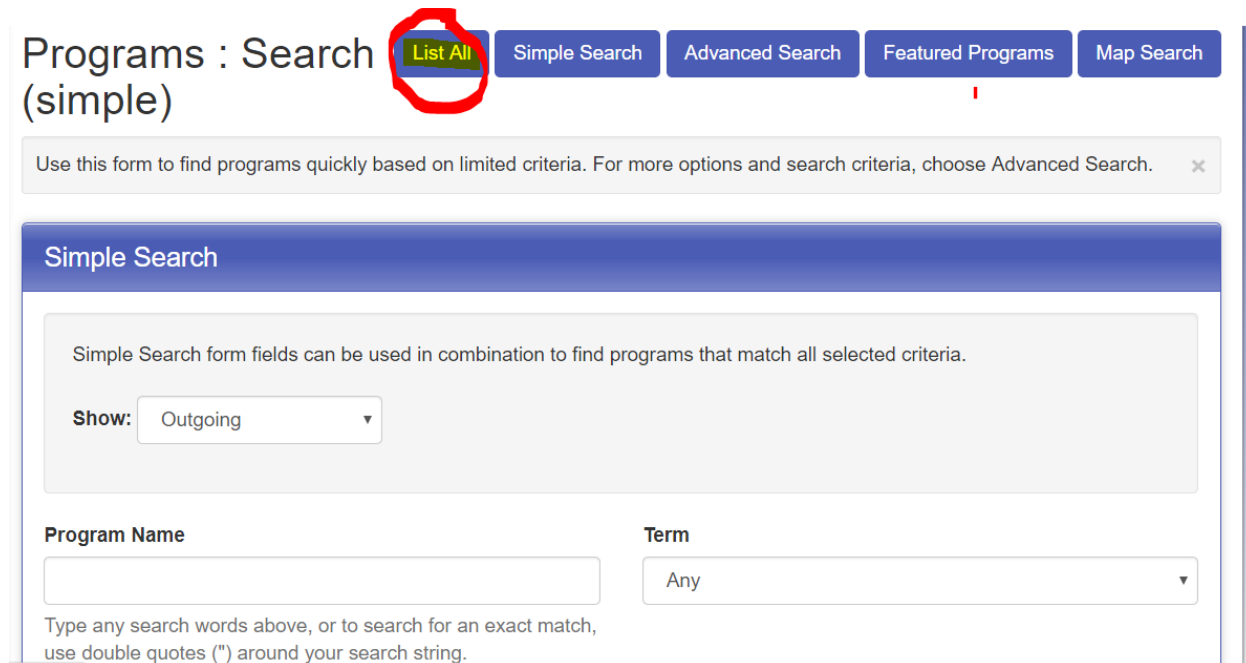 Programs : Search
(simple)
List All
Simple Search
Advanced Search
Featured Programs
Map Search
Use this form to find programs quickly based on limited criteria. For more options and search criteria, choose Advanced Search. ×
Simple Search
Simple Search form fields can be used in combination to find programs that match all selected criteria.
Show: Outgoing
Program Name
Term
Any
Type any search words above, or to search for an exact match,
use double quotes (") around your search string.